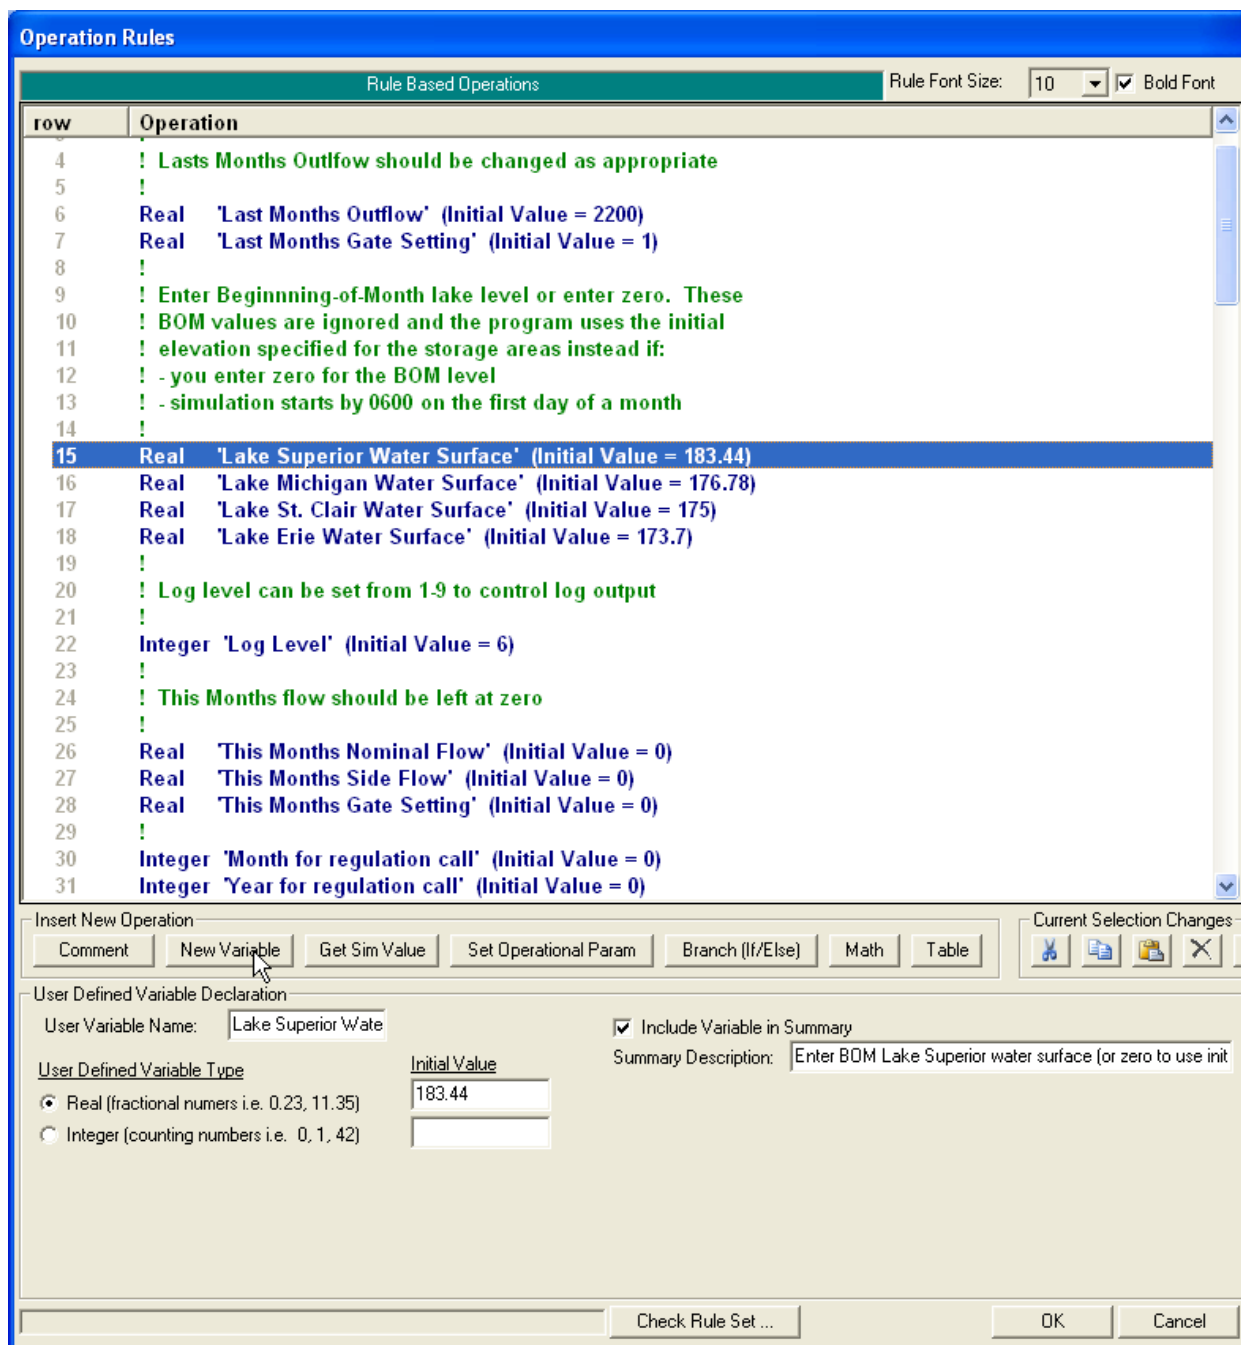 Operation Rules
Rule Based Operations
Rule Font Size: 10 Bold Font
row Operation
4 ! Lasts Months Outlfow should be changed as appropriate
5 !
6 Real 'Last Months Outflow' (Initial Value = 2200)
7 Real 'Last Months Gate Setting' (Initial Value = 1)
8 !
9 ! Enter Beginnning-of-Month lake level or enter zero. These
10 ! BOM values are ignored and the program uses the initial
11 ! elevation specified for the storage areas instead if:
12 ! - you enter zero for the BOM level
13 ! - simulation starts by 0600 on the first day of a month
14 !
15 Real 'Lake Superior Water Surface' (Initial Value = 183.44)
16 Real 'Lake Michigan Water Surface' (Initial Value = 176.78)
17 Real 'Lake St. Clair Water Surface' (Initial Value = 175)
18 Real 'Lake Erie Water Surface' (Initial Value = 173.7)
19 !
20 ! Log level can be set from 1-9 to control log output
21 !
22 Integer 'Log Level' (Initial Value = 6)
23 !
24 ! This Months flow should be left at zero
25 !
26 Real 'This Months Nominal Flow' (Initial Value = 0)
27 Real 'This Months Side Flow' (Initial Value = 0)
28 Real 'This Months Gate Setting' (Initial Value = 0)
29 !
30 Integer 'Month for regulation call' (Initial Value = 0)
31 Integer 'Year for regulation call' (Initial Value = 0)
Insert New Operation Current Selection Changes
Comment New Variable Get Sim Value Set Operational Param Branch (If/Else) Math Table
User Defined Variable Declaration
User Variable Name: Lake Superior Wate Include Variable in Summary
Summary Description: Enter BOM Lake Superior water surface (or zero to use init
User Defined Variable Type Initial Value
Real (fractional numers i.e. 0.23, 11.35) 183.44
Integer (counting numbers i.e. 0, 1, 42)
Check Rule Set ... OK Cancel